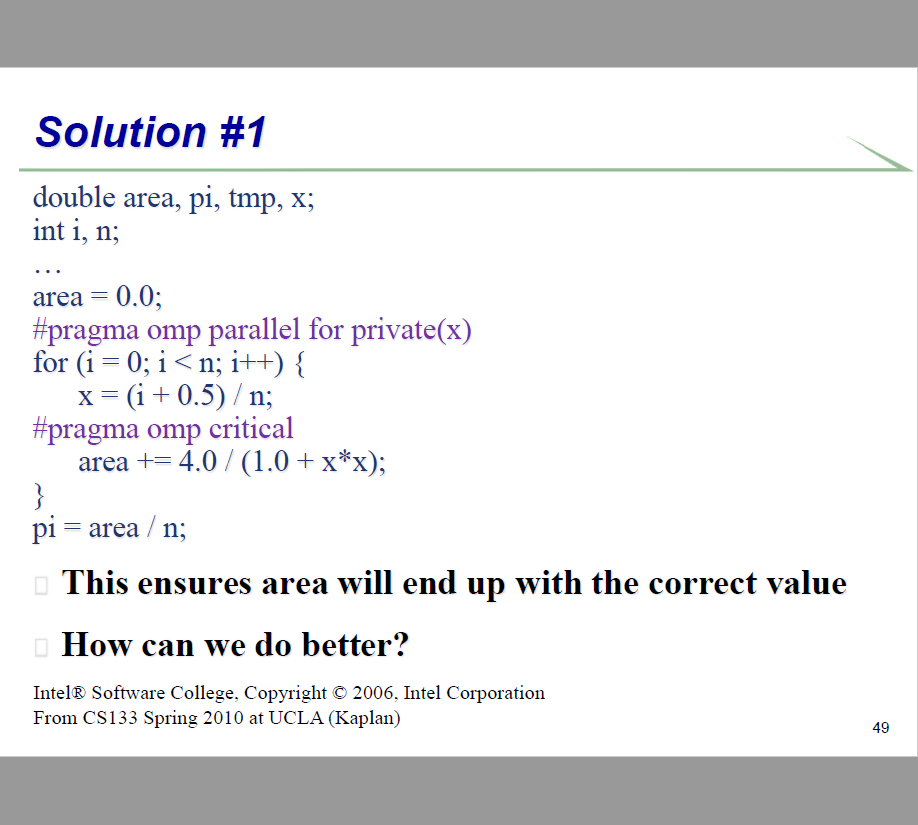 Solution #1
double area, pi, tmp, x;
int i, n;
…
area = 0.0;
#pragma omp parallel for private(x)
for (i = 0; i < n; i++) {
x = (i + 0.5) / n;
#pragma omp critical
area += 4.0 / (1.0 + x*x);
}
pi = area / n;
This ensures area will end up with the correct value
How can we do better?
Intel® Software College, Copyright © 2006, Intel Corporation
From CS133 Spring 2010 at UCLA (Kaplan)
49